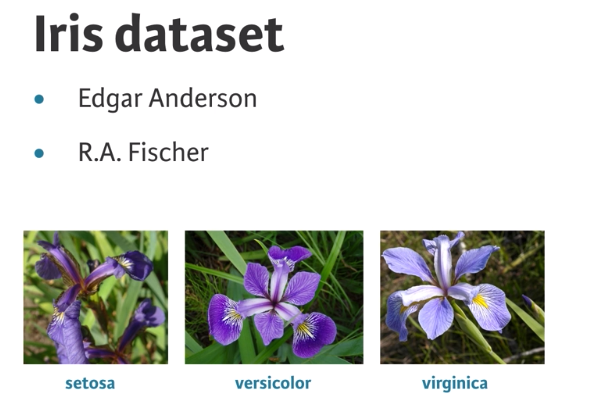 Iris dataset
• Edgar Anderson
• R.A. Fischer
setosa
versicolor
virginica